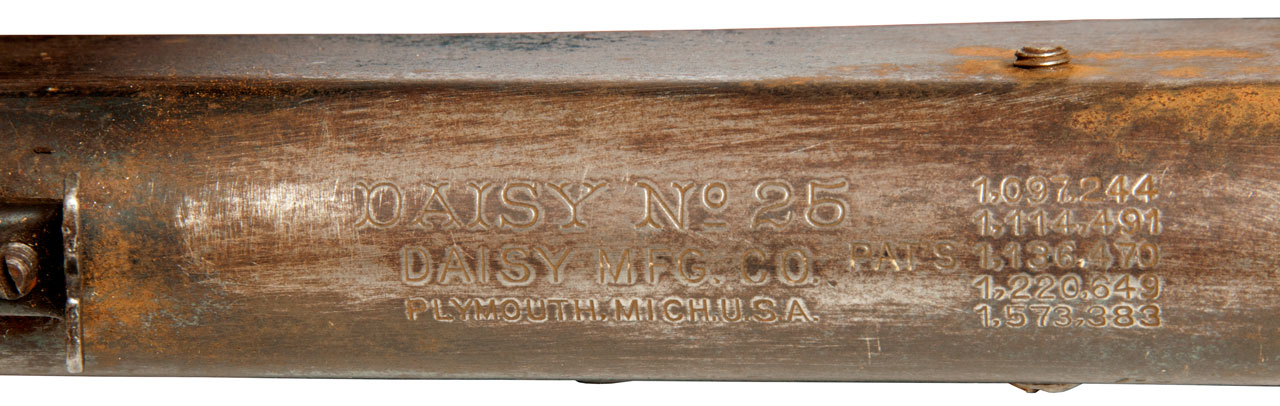 DAISY Nº 25
DAISY MFG. CO.
PLYMOUTH, MICH. U.S.A.
PAT'S
1,097,244
1,114,491
1,136,470
1,220,649
1,573,383
F